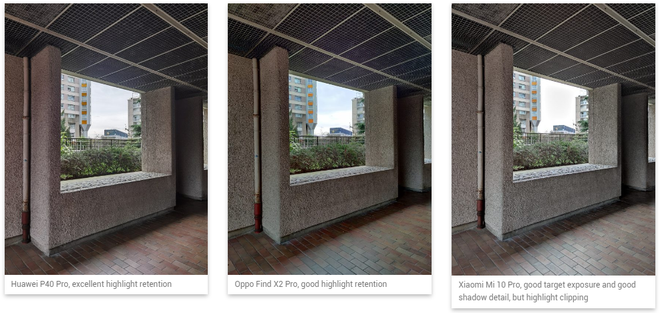 Huawei P40 Pro, excellent highlight retention
Oppo Find X2 Pro, good highlight retention
Xiaomi Mi 10 Pro, good target exposure and good
shadow detail, but highlight clipping